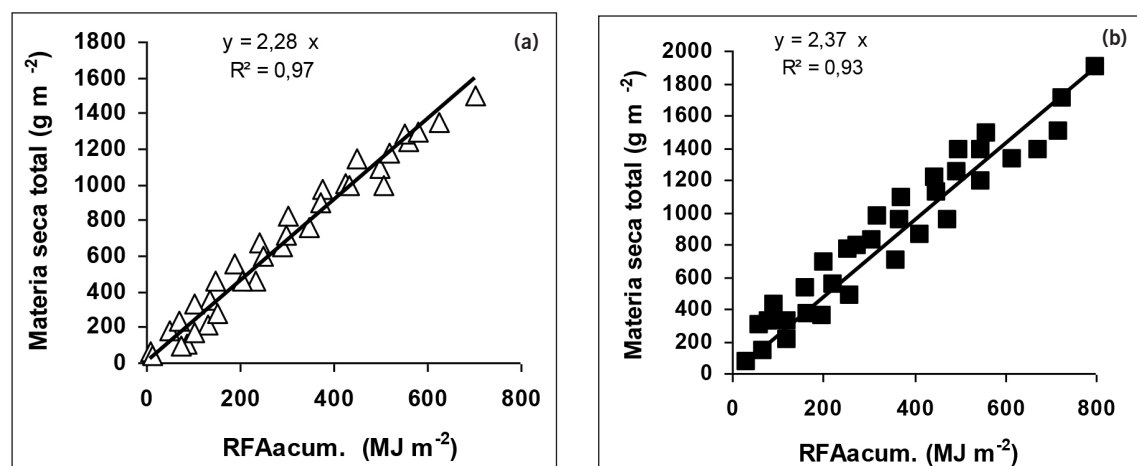 (a)
y = 2,28 x
R² = 0,97
Materia seca total (g m -2)
1800
1600
1400
1200
1000
800
600
400
200
0
0 200 400 600 800
RFAacum. (MJ m-2)
(b)
y = 2,37 x
R² = 0,93
Materia seca total (g m -2)
2000
1800
1600
1400
1200
1000
800
600
400
200
0
0 200 400 600 800
RFAacum. (MJ m-2)